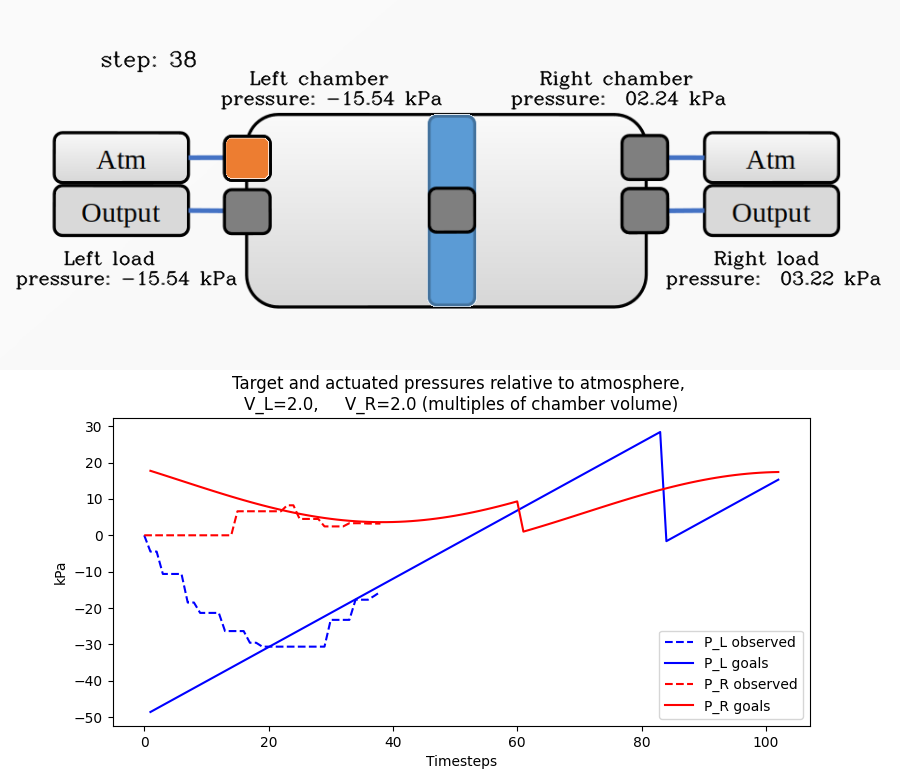 step: 38
Left chamber
pressure: −15.54 kPa
Right chamber
pressure: 02.24 kPa
Atm
Output
Atm
Output
Left load
pressure: −15.54 kPa
Right load
pressure: 03.22 kPa
Target and actuated pressures relative to atmosphere,
V_L=2.0, V_R=2.0 (multiples of chamber volume)
30
20
10
0
−10
−20
−30
−40
−50
kPa
P_L observed
P_L goals
P_R observed
P_R goals
0 20 40 60 80 100
Timesteps